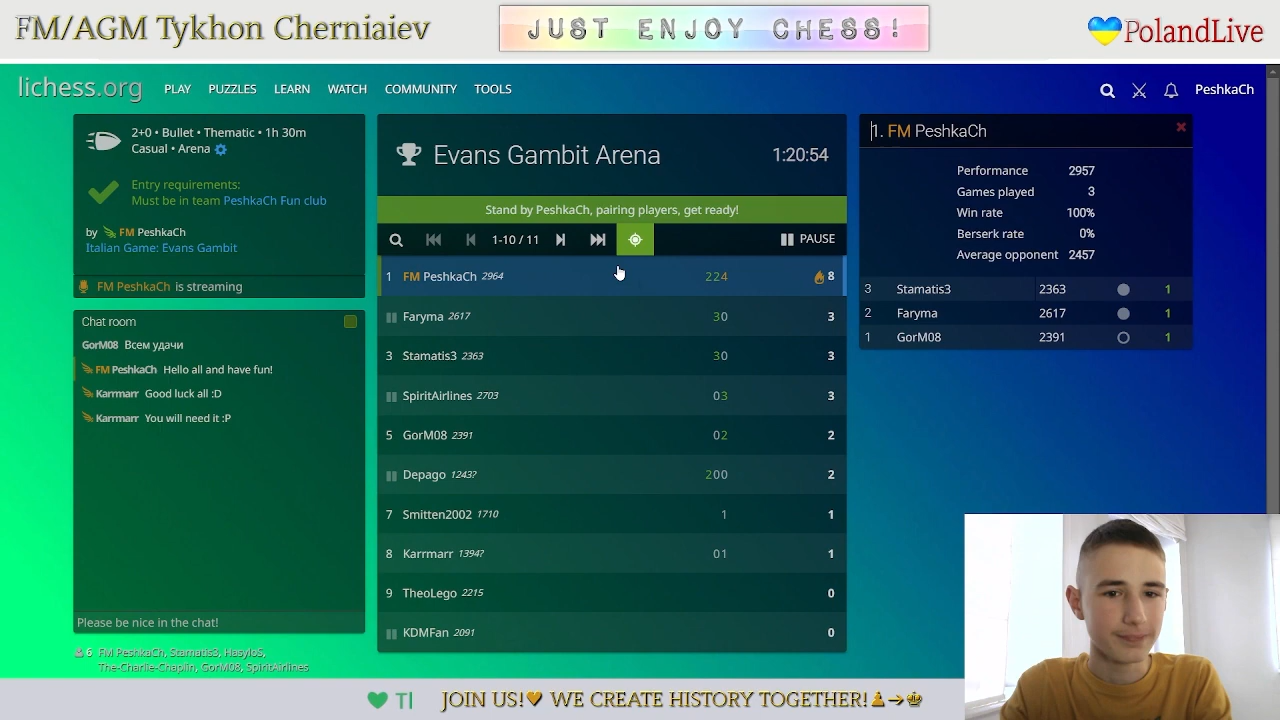 FM/AGM Tykhon Cherniaiev
JUST ENJOY CHESS!
PolandLive
lichess.org PLAY PUZZLES LEARN WATCH COMMUNITY TOOLS PeshkaCh
2+0 • Bullet • Thematic • 1h 30m
Casual • Arena
Entry requirements:
Must be in team PeshkaCh Fun club
by FM PeshkaCh
Italian Game: Evans Gambit
FM PeshkaCh is streaming
Chat room
GorM08 Всем удачи
FM PeshkaCh Hello all and have fun!
Karrmarr Good luck all :D
Karrmarr You will need it :P
Please be nice in the chat!
6 FM PeshkaCh, Stamatis3, HasyloS,
The-Charlie-Chaplin, GorM08, SpiritAirlines
Evans Gambit Arena 1:20:54
Stand by PeshkaCh, pairing players, get ready!
1-10 / 11 PAUSE
1 FM PeshkaCh 2964 224 8
Faryma 2617 30 3
3 Stamatis3 2363 30 3
SpiritAirlines 2703 03 3
5 GorM08 2391 02 2
Depago 1243? 200 2
7 Smitten2002 1710 1 1
8 Karrmarr 1394? 01 1
9 TheoLego 2215 0
KDMFan 2091 0
1. FM PeshkaCh
Performance 2957
Games played 3
Win rate 100%
Berserk rate 0%
Average opponent 2457
3 Stamatis3 2363 1
2 Faryma 2617 1
1 GorM08 2391 1
TI JOIN US! WE CREATE HISTORY TOGETHER!